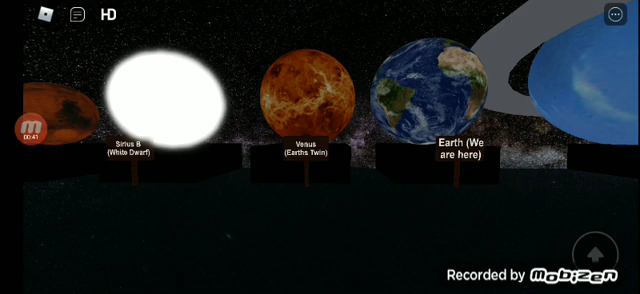 HD
00:41
Sirius B
(White Dwarf)
Venus
(Earths Twin)
Earth (We
are here)
Recorded by Mobizen